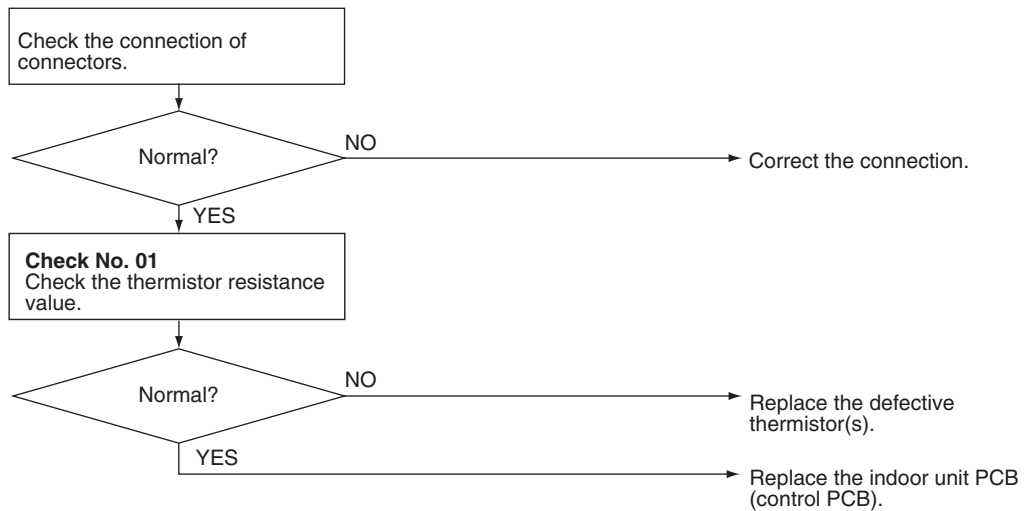 Check the connection of
connectors.
Normal?
NO
Correct the connection.
YES
Check No. 01
Check the thermistor resistance
value.
Normal?
NO
Replace the defective
thermistor(s).
YES
Replace the indoor unit PCB
(control PCB).